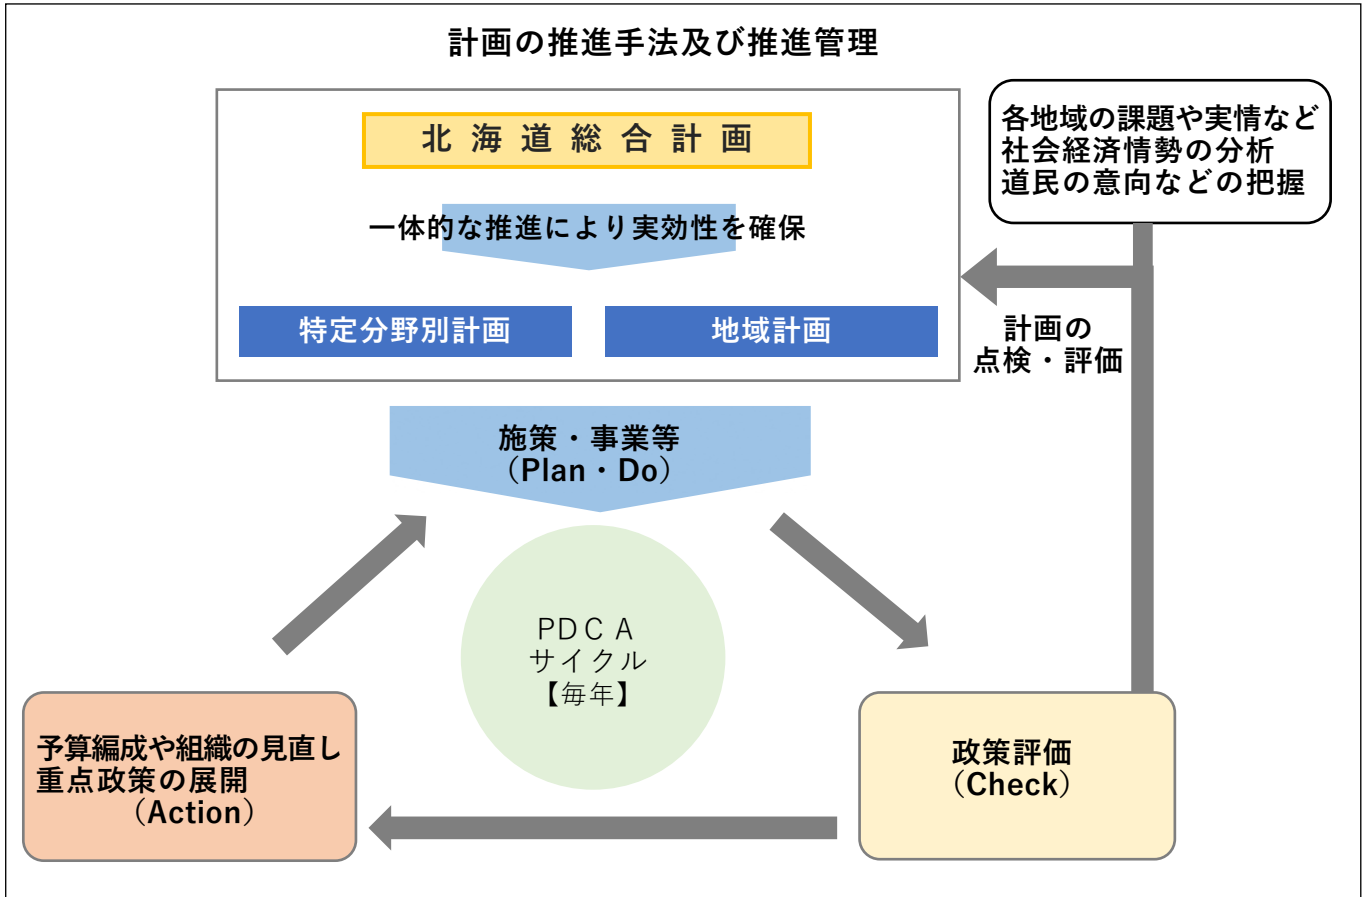 計画の推進手法及び推進管理
北海道総合計画
一体的な推進により実効性を確保
特定分野別計画
地域計画
各地域の課題や実情など
社会経済情勢の分析
道民の意向などの把握
計画の
点検・評価
施策・事業等
（Plan・Do）
PDCA
サイクル
【毎年】
予算編成や組織の見直し
重点政策の展開
（Action）
政策評価
（Check）